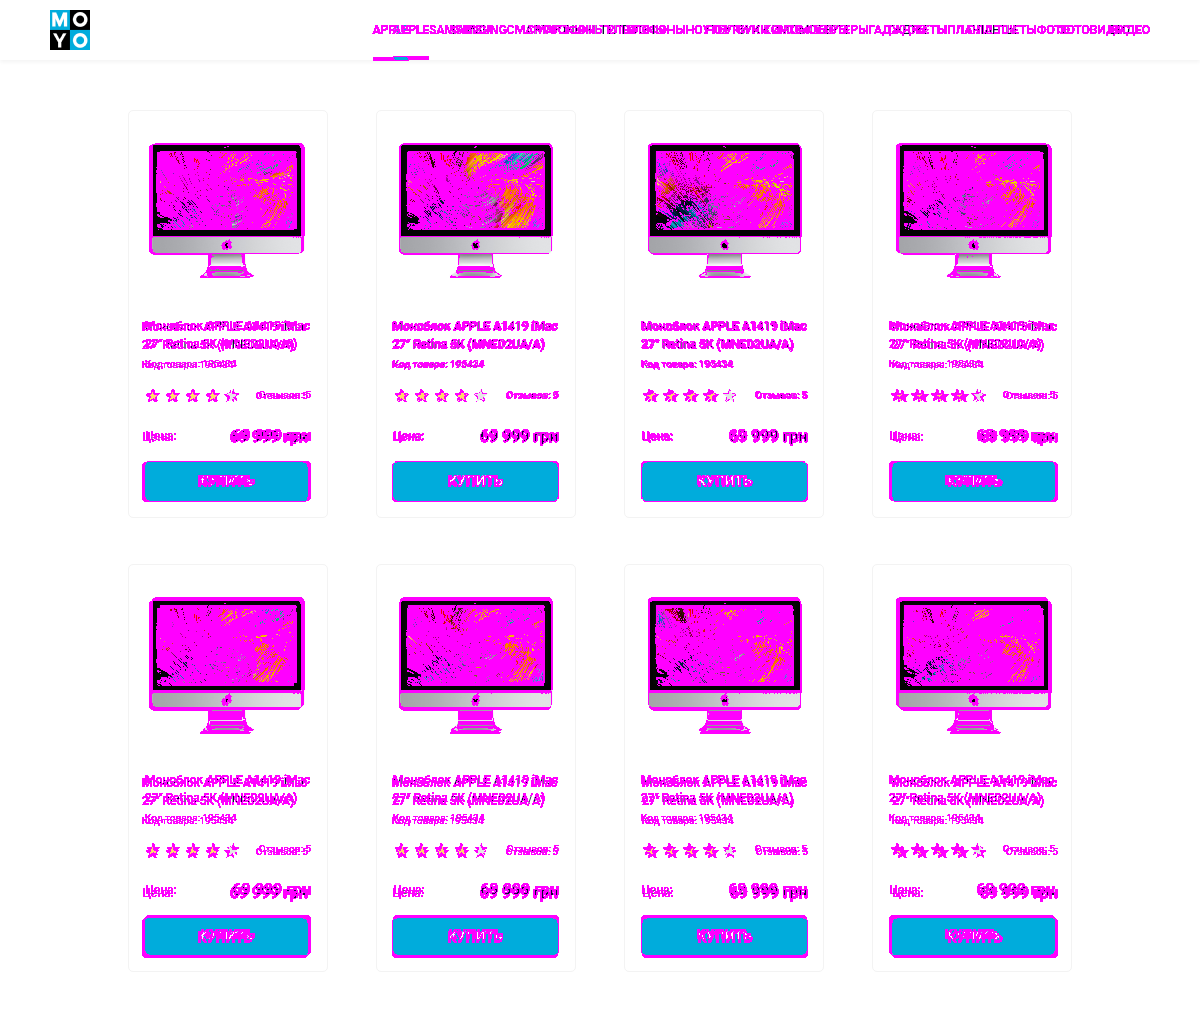 MO
YO
APPLE SAMSUNG СМАРТФОНЫ НОУТБУКИ И КОМПЬЮТЕРЫ ГАДЖЕТЫ ПЛАНШЕТЫ ФОТО ВИДЕО
Моноблок APPLE A1419 iMac
27" Retina 5K (MNED2UA/A)
Код товара: 195434
Отзывов: 5
Цена: 69 999 грн
КУПИТЬ
Моноблок APPLE A1419 iMac
27" Retina 5K (MNED2UA/A)
Код товара: 195434
Отзывов: 5
Цена: 69 999 грн
КУПИТЬ
Моноблок APPLE A1419 iMac
27" Retina 5K (MNED2UA/A)
Код товара: 195434
Отзывов: 5
Цена: 69 999 грн
КУПИТЬ
Моноблок APPLE A1419 iMac
27" Retina 5K (MNED2UA/A)
Код товара: 195434
Отзывов: 5
Цена: 69 999 грн
КУПИТЬ
Моноблок APPLE A1419 iMac
27" Retina 5K (MNED2UA/A)
Код товара: 195434
Отзывов: 5
Цена: 69 999 грн
КУПИТЬ
Моноблок APPLE A1419 iMac
27" Retina 5K (MNED2UA/A)
Код товара: 195434
Отзывов: 5
Цена: 69 999 грн
КУПИТЬ
Моноблок APPLE A1419 iMac
27" Retina 5K (MNED2UA/A)
Код товара: 195434
Отзывов: 5
Цена: 69 999 грн
КУПИТЬ
Моноблок APPLE A1419 iMac
27" Retina 5K (MNED2UA/A)
Код товара: 195434
Отзывов: 5
Цена: 69 999 грн
КУПИТЬ